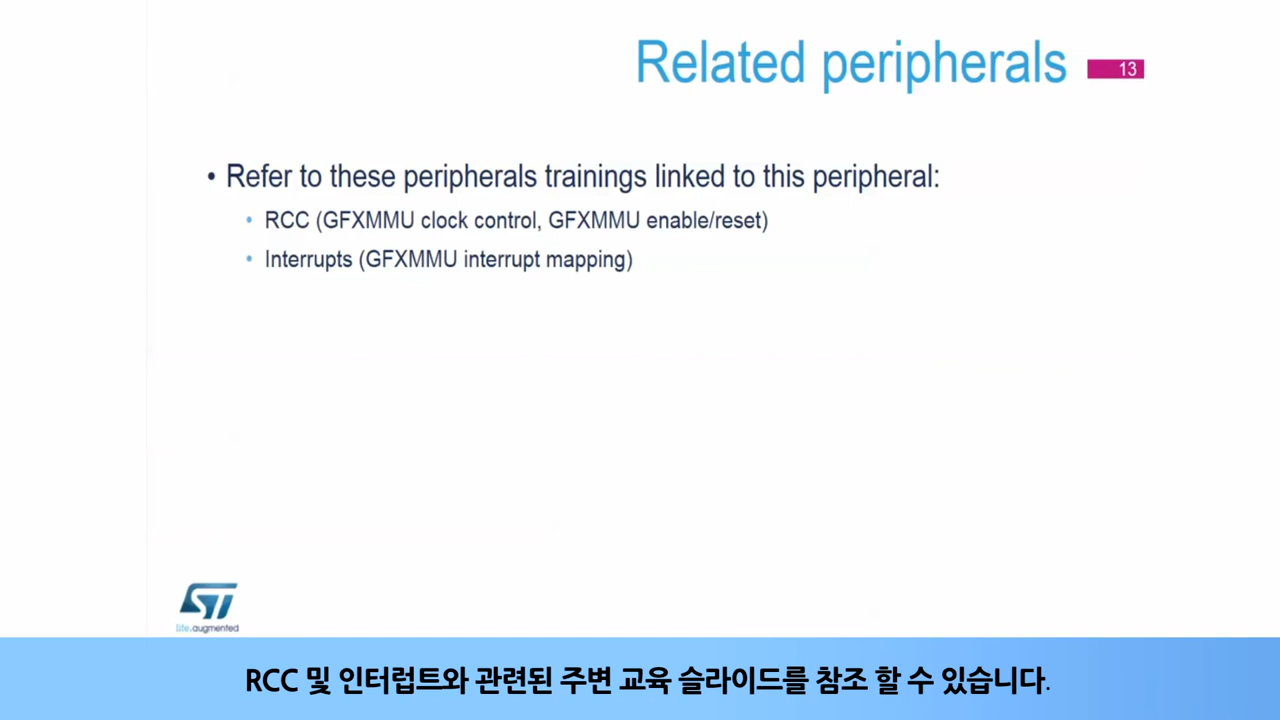 Related peripherals
13
• Refer to these peripherals trainings linked to this peripheral:
• RCC (GFXMMU clock control, GFXMMU enable/reset)
• Interrupts (GFXMMU interrupt mapping)
ST
life.augmented
RCC 및 인터럽트와 관련된 주변 교육 슬라이드를 참조 할 수 있습니다.